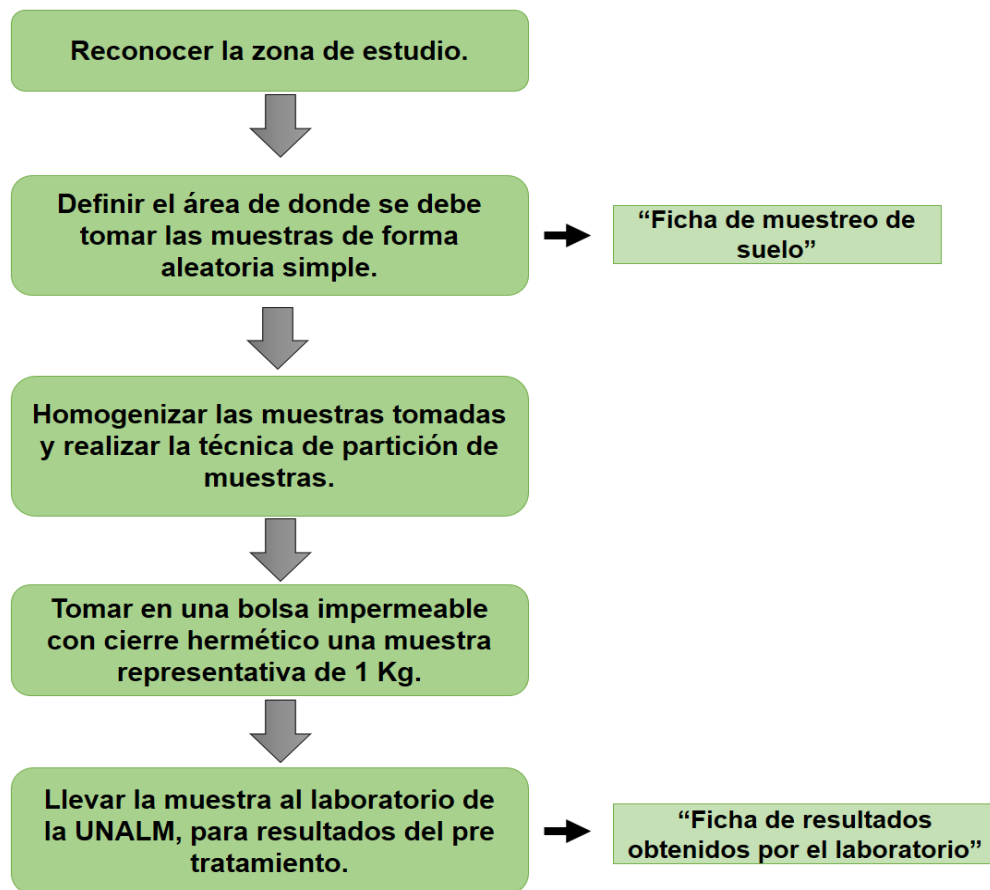 Reconocer la zona de estudio.
Definir el área de donde se debe
tomar las muestras de forma
aleatoria simple.
“Ficha de muestreo de
suelo”
Homogenizar las muestras tomadas
y realizar la técnica de partición de
muestras.
Tomar en una bolsa impermeable
con cierre hermético una muestra
representativa de 1 Kg.
Llevar la muestra al laboratorio de
la UNALM, para resultados del pre
tratamiento.
“Ficha de resultados
obtenidos por el laboratorio”